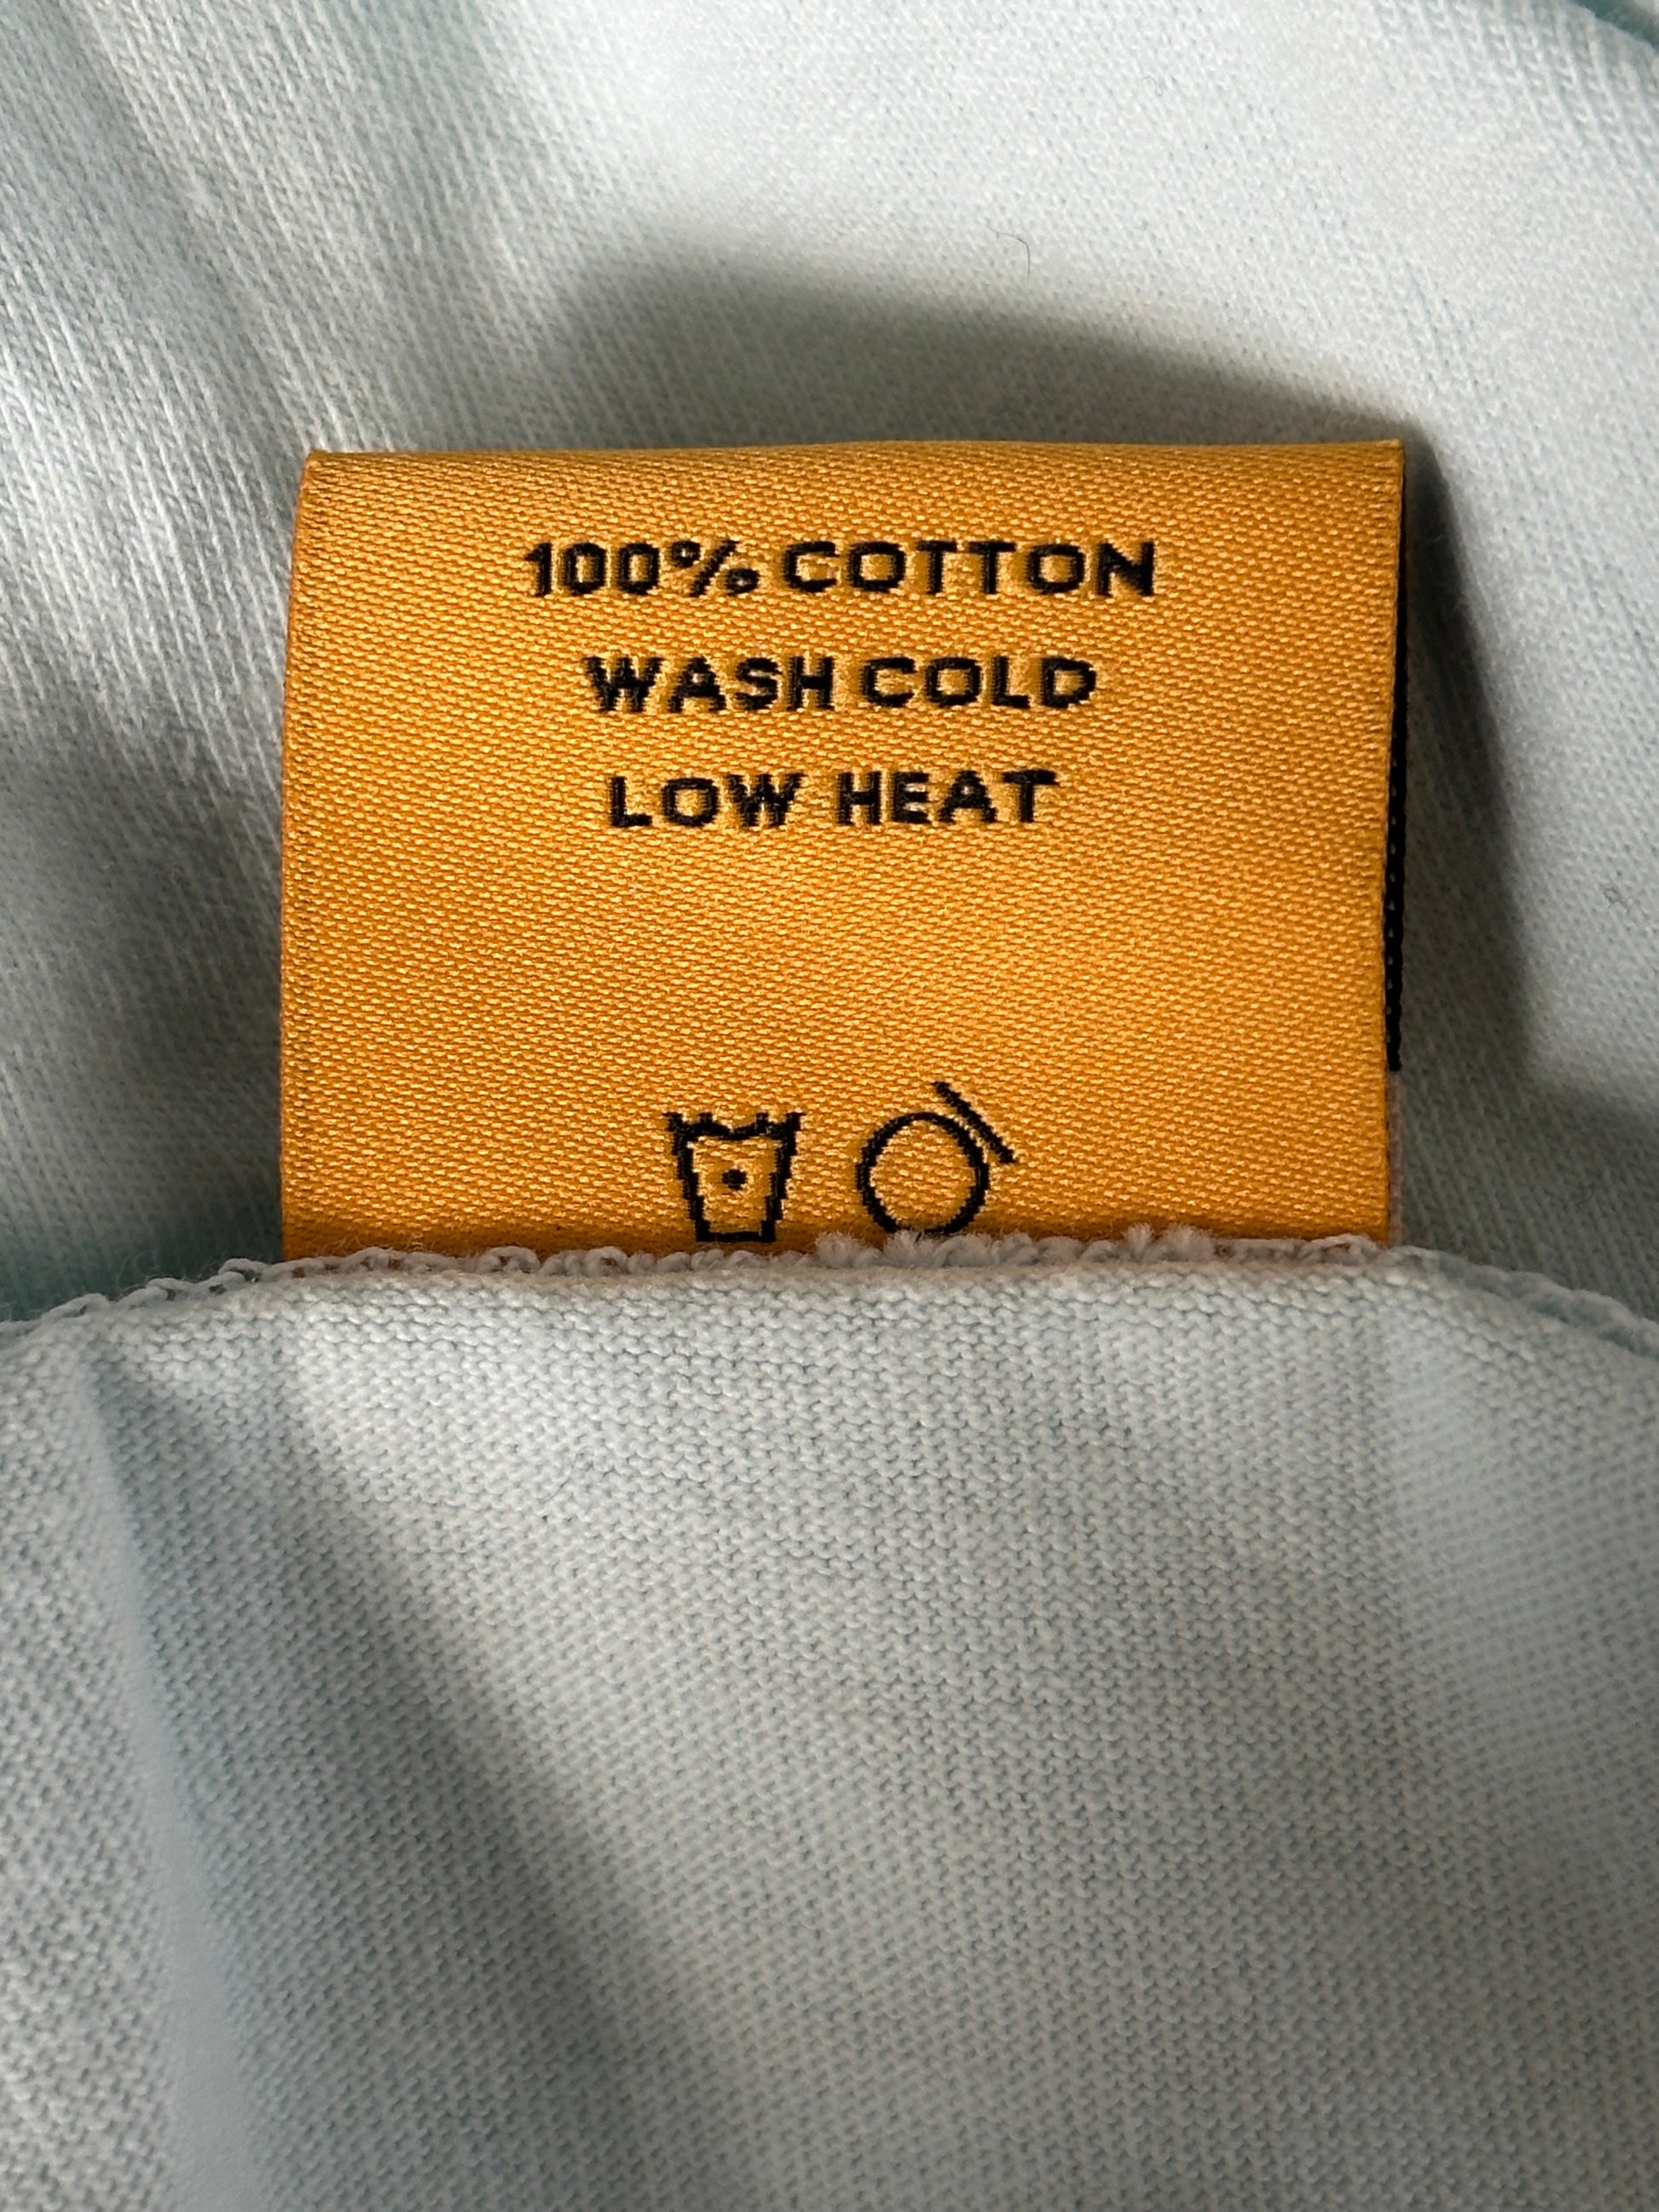 100% COTTON
WASH COLD
LOW HEAT